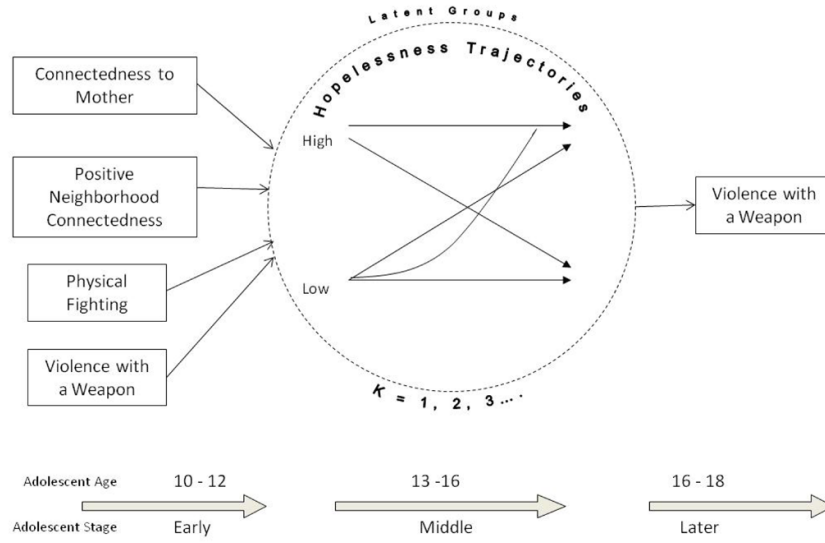 Latent Groups
Hopelessness Trajectories
Connectedness to
Mother
Positive
Neighborhood
Connectedness
Physical
Fighting
Violence with
a Weapon
High
Low
K = 1, 2, 3....
Violence with
a Weapon
Adolescent Age
10 - 12
13 -16
16 - 18
Adolescent Stage
Early
Middle
Later